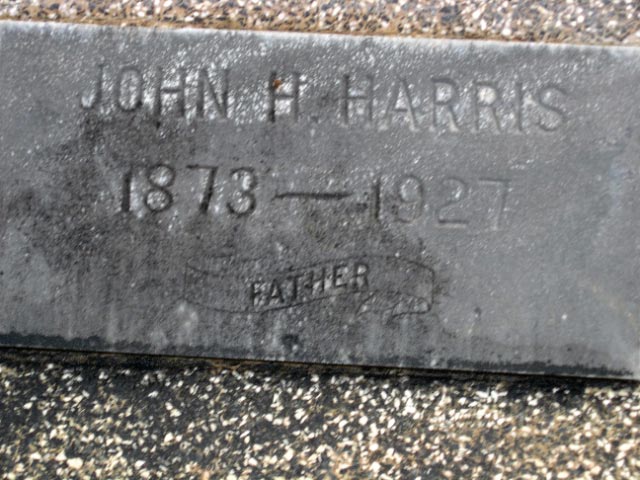 JOHN H. HARRIS
1873 — 1927
FATHER